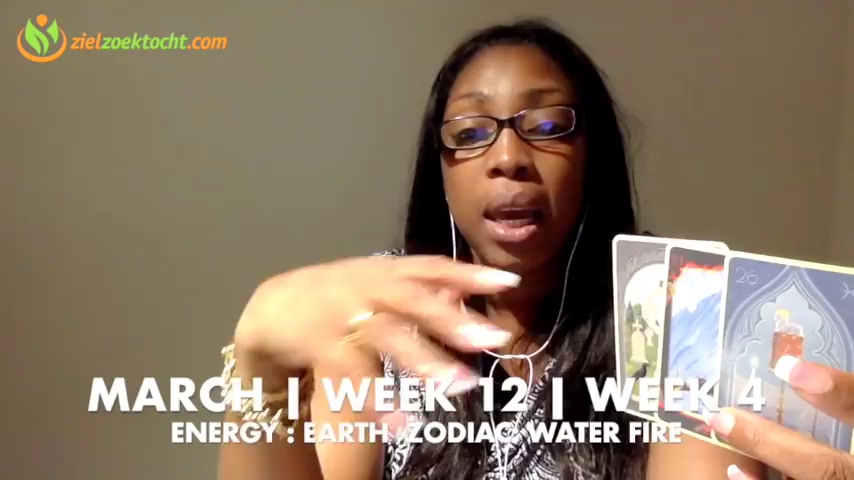 zielzoektocht.com
26
MARCH | WEEK 12 | WEEK 4
ENERGY : EARTH ZODIAC: WATER FIRE